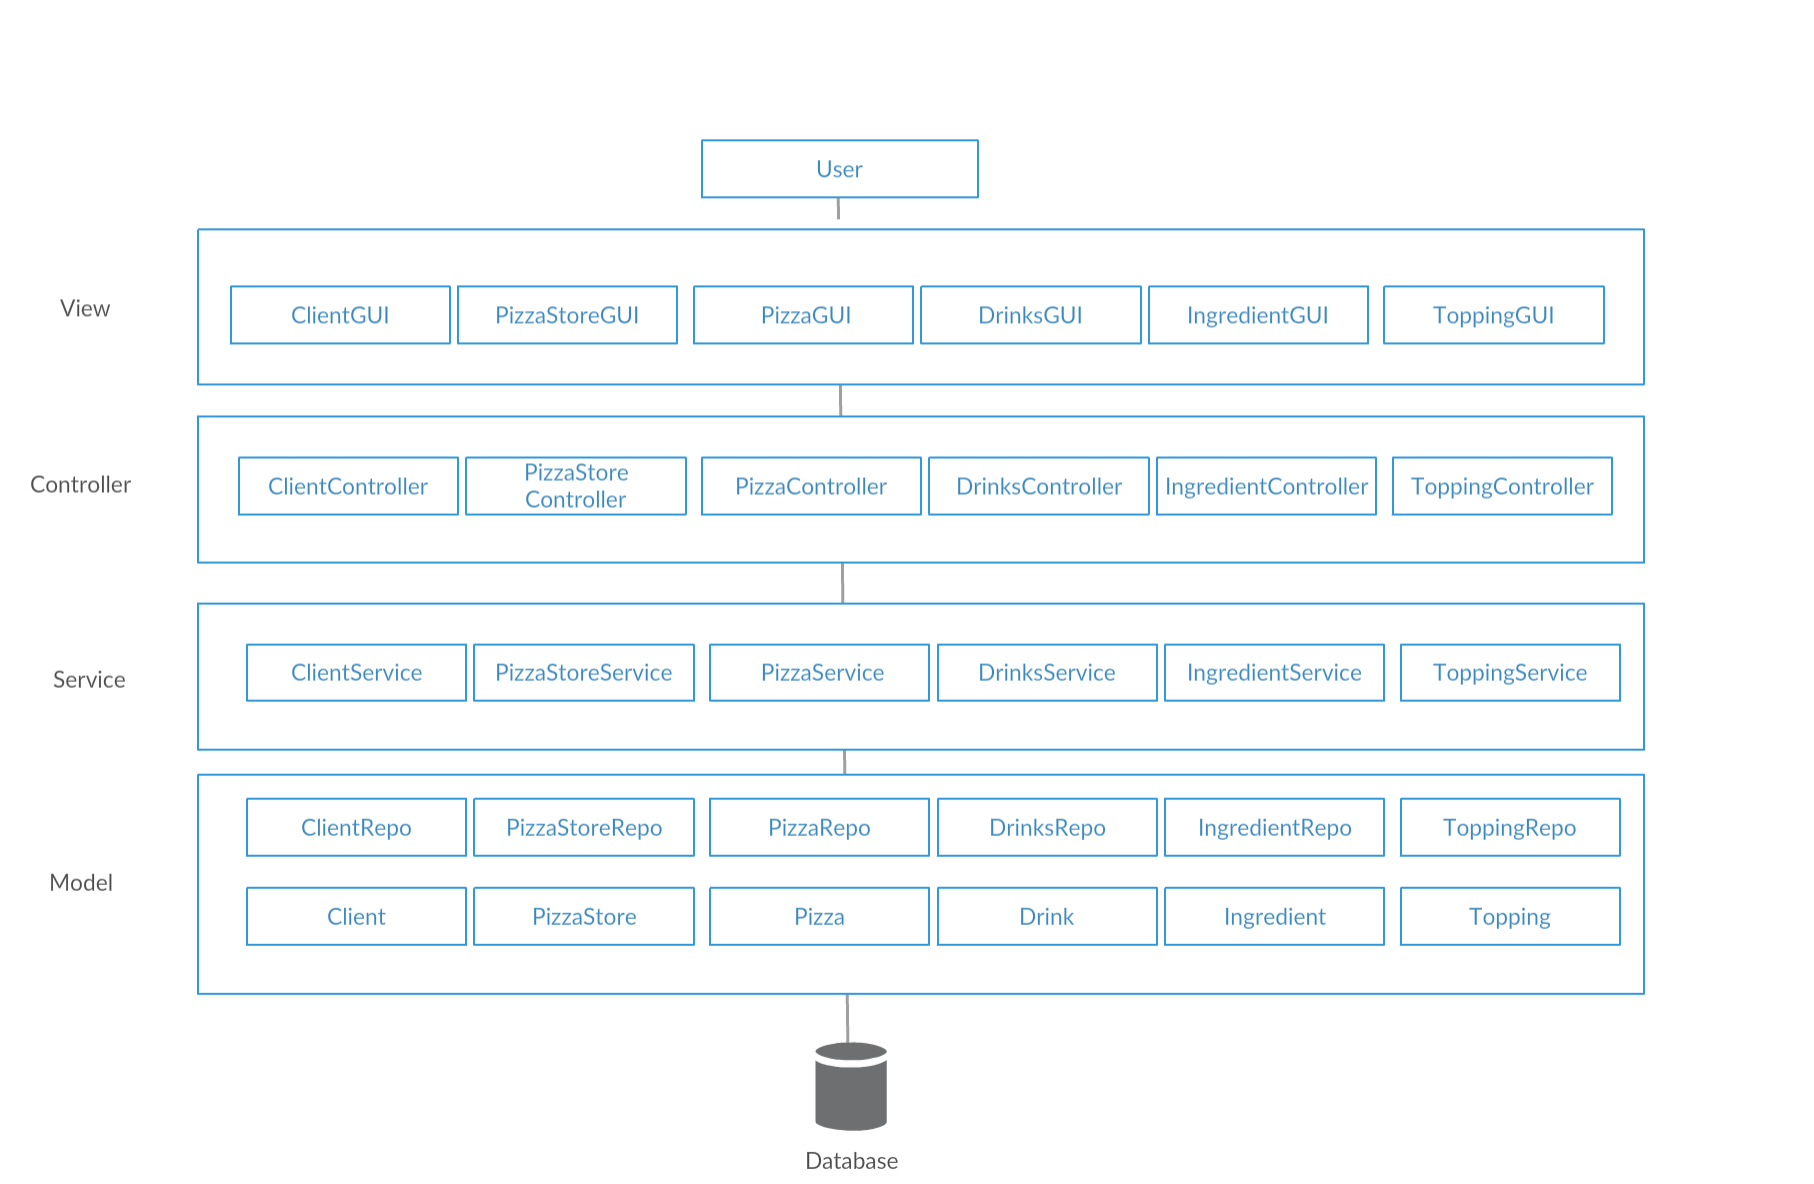 User
View
ClientGUI
PizzaStoreGUI
PizzaGUI
DrinksGUI
IngredientGUI
ToppingGUI
Controller
ClientController
PizzaStore
Controller
PizzaController
DrinksController
IngredientController
ToppingController
Service
ClientService
PizzaStoreService
PizzaService
DrinksService
IngredientService
ToppingService
Model
ClientRepo
PizzaStoreRepo
PizzaRepo
DrinksRepo
IngredientRepo
ToppingRepo
Client
PizzaStore
Pizza
Drink
Ingredient
Topping
Database